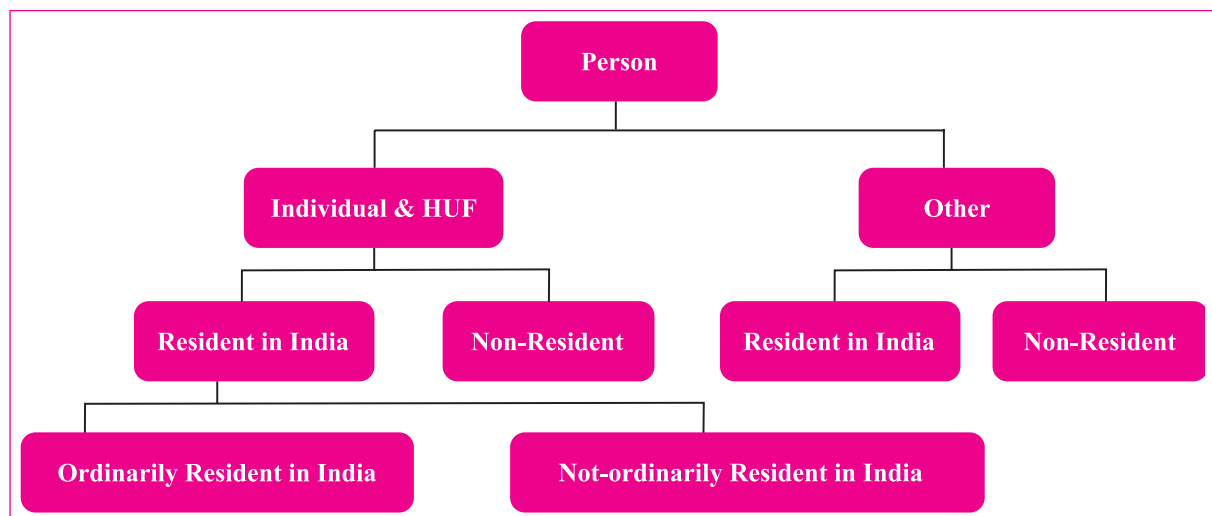 Person
Individual & HUF
Other
Resident in India
Non-Resident
Resident in India
Non-Resident
Ordinarily Resident in India
Not-ordinarily Resident in India